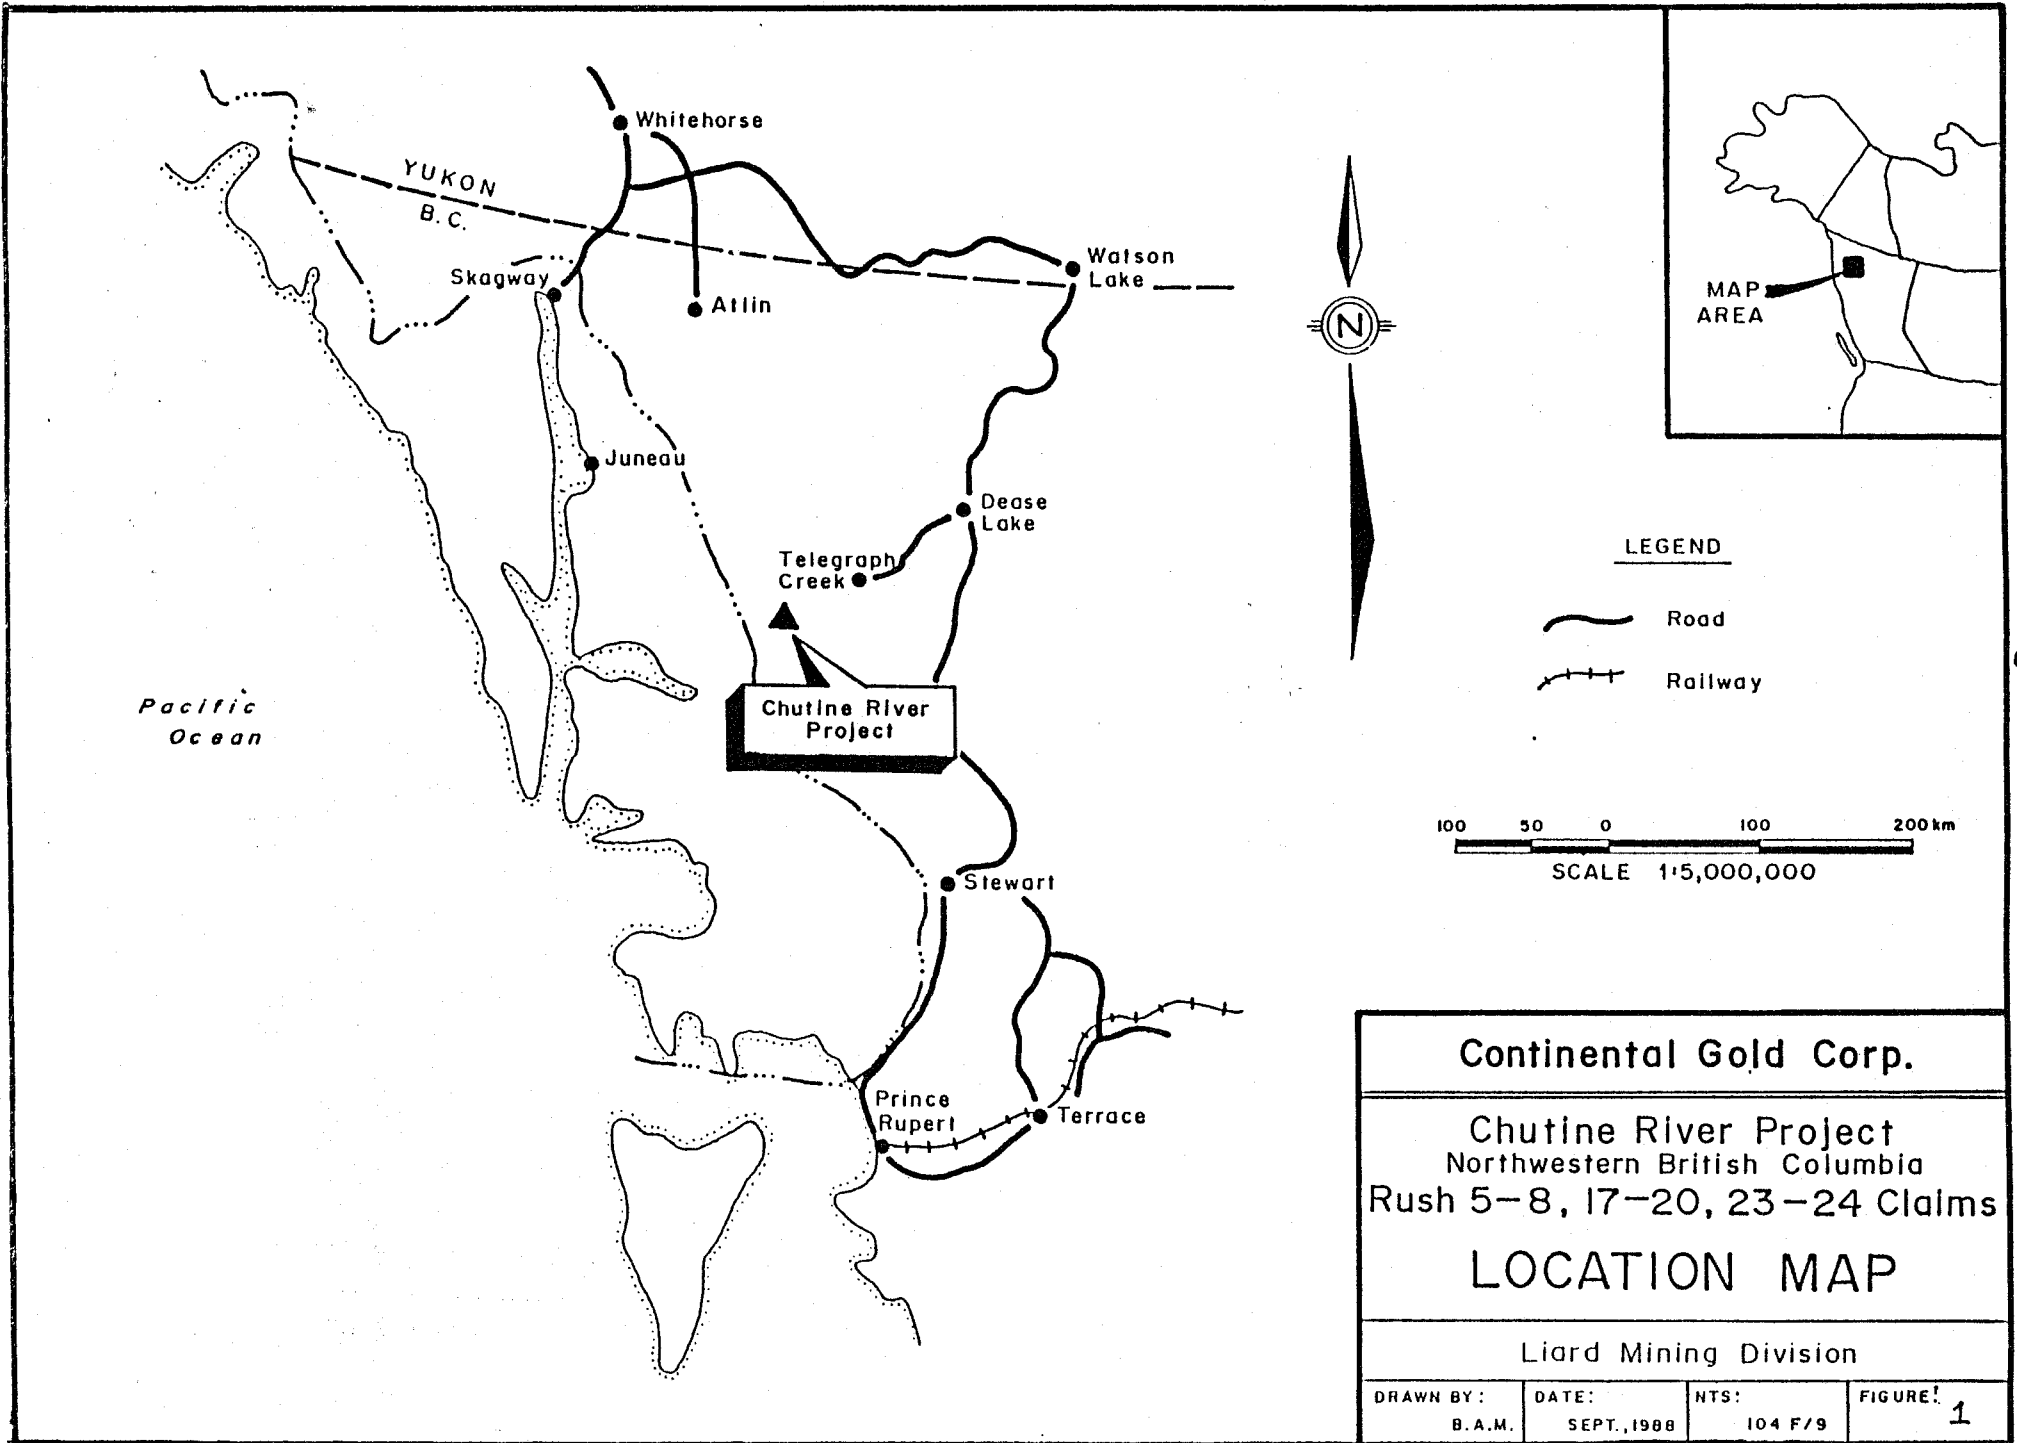 Whitehorse
YUKON
B.C.
Skagway
Atlin
Watson
Lake
Juneau
Dease
Lake
Telegraph
Creek
Chutine River
Project
Pacific
Ocean
Stewart
Prince
Rupert
Terrace
N
MAP
AREA
LEGEND
Road
Railway
100 50 0 100 200 km
SCALE 1:5,000,000
Continental Gold Corp.
Chutine River Project
Northwestern British Columbia
Rush 5-8, 17-20, 23-24 Claims
LOCATION MAP
Liard Mining Division
DRAWN BY: B.A.M.
DATE: SEPT., 1988
NTS: 104 F/9
FIGURE: 1